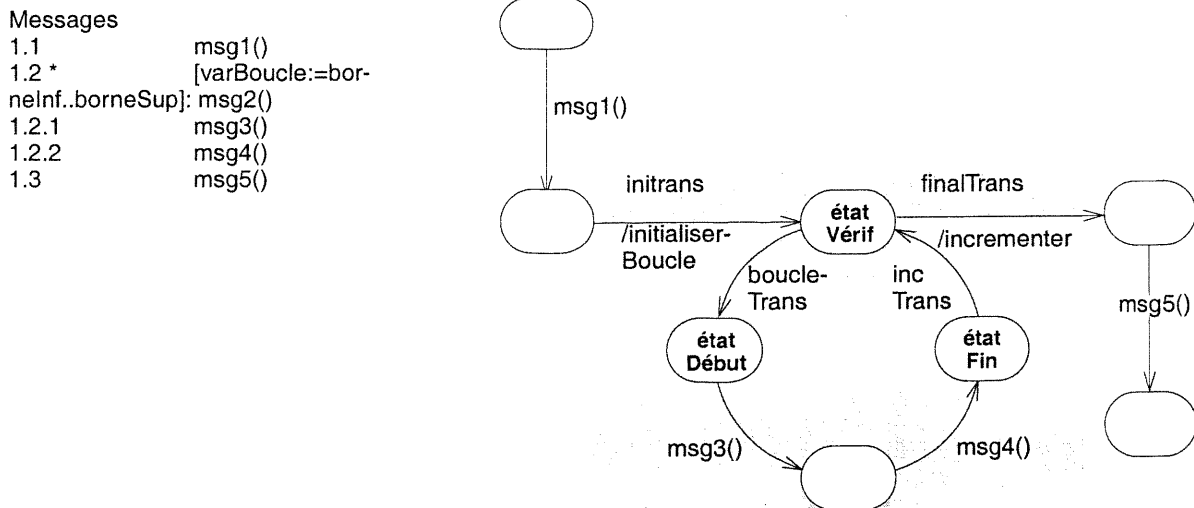 Messages
1.1 msg1()
1.2 * [varBoucle:=bor-
neInf..borneSup]: msg2()
1.2.1 msg3()
1.2.2 msg4()
1.3 msg5()
msg1()
initrans
/initialiser-
Boucle
état
Vérif
finalTrans
/incrementer
boucle-
Trans
inc
Trans
msg5()
état
Début
état
Fin
msg3()
msg4()